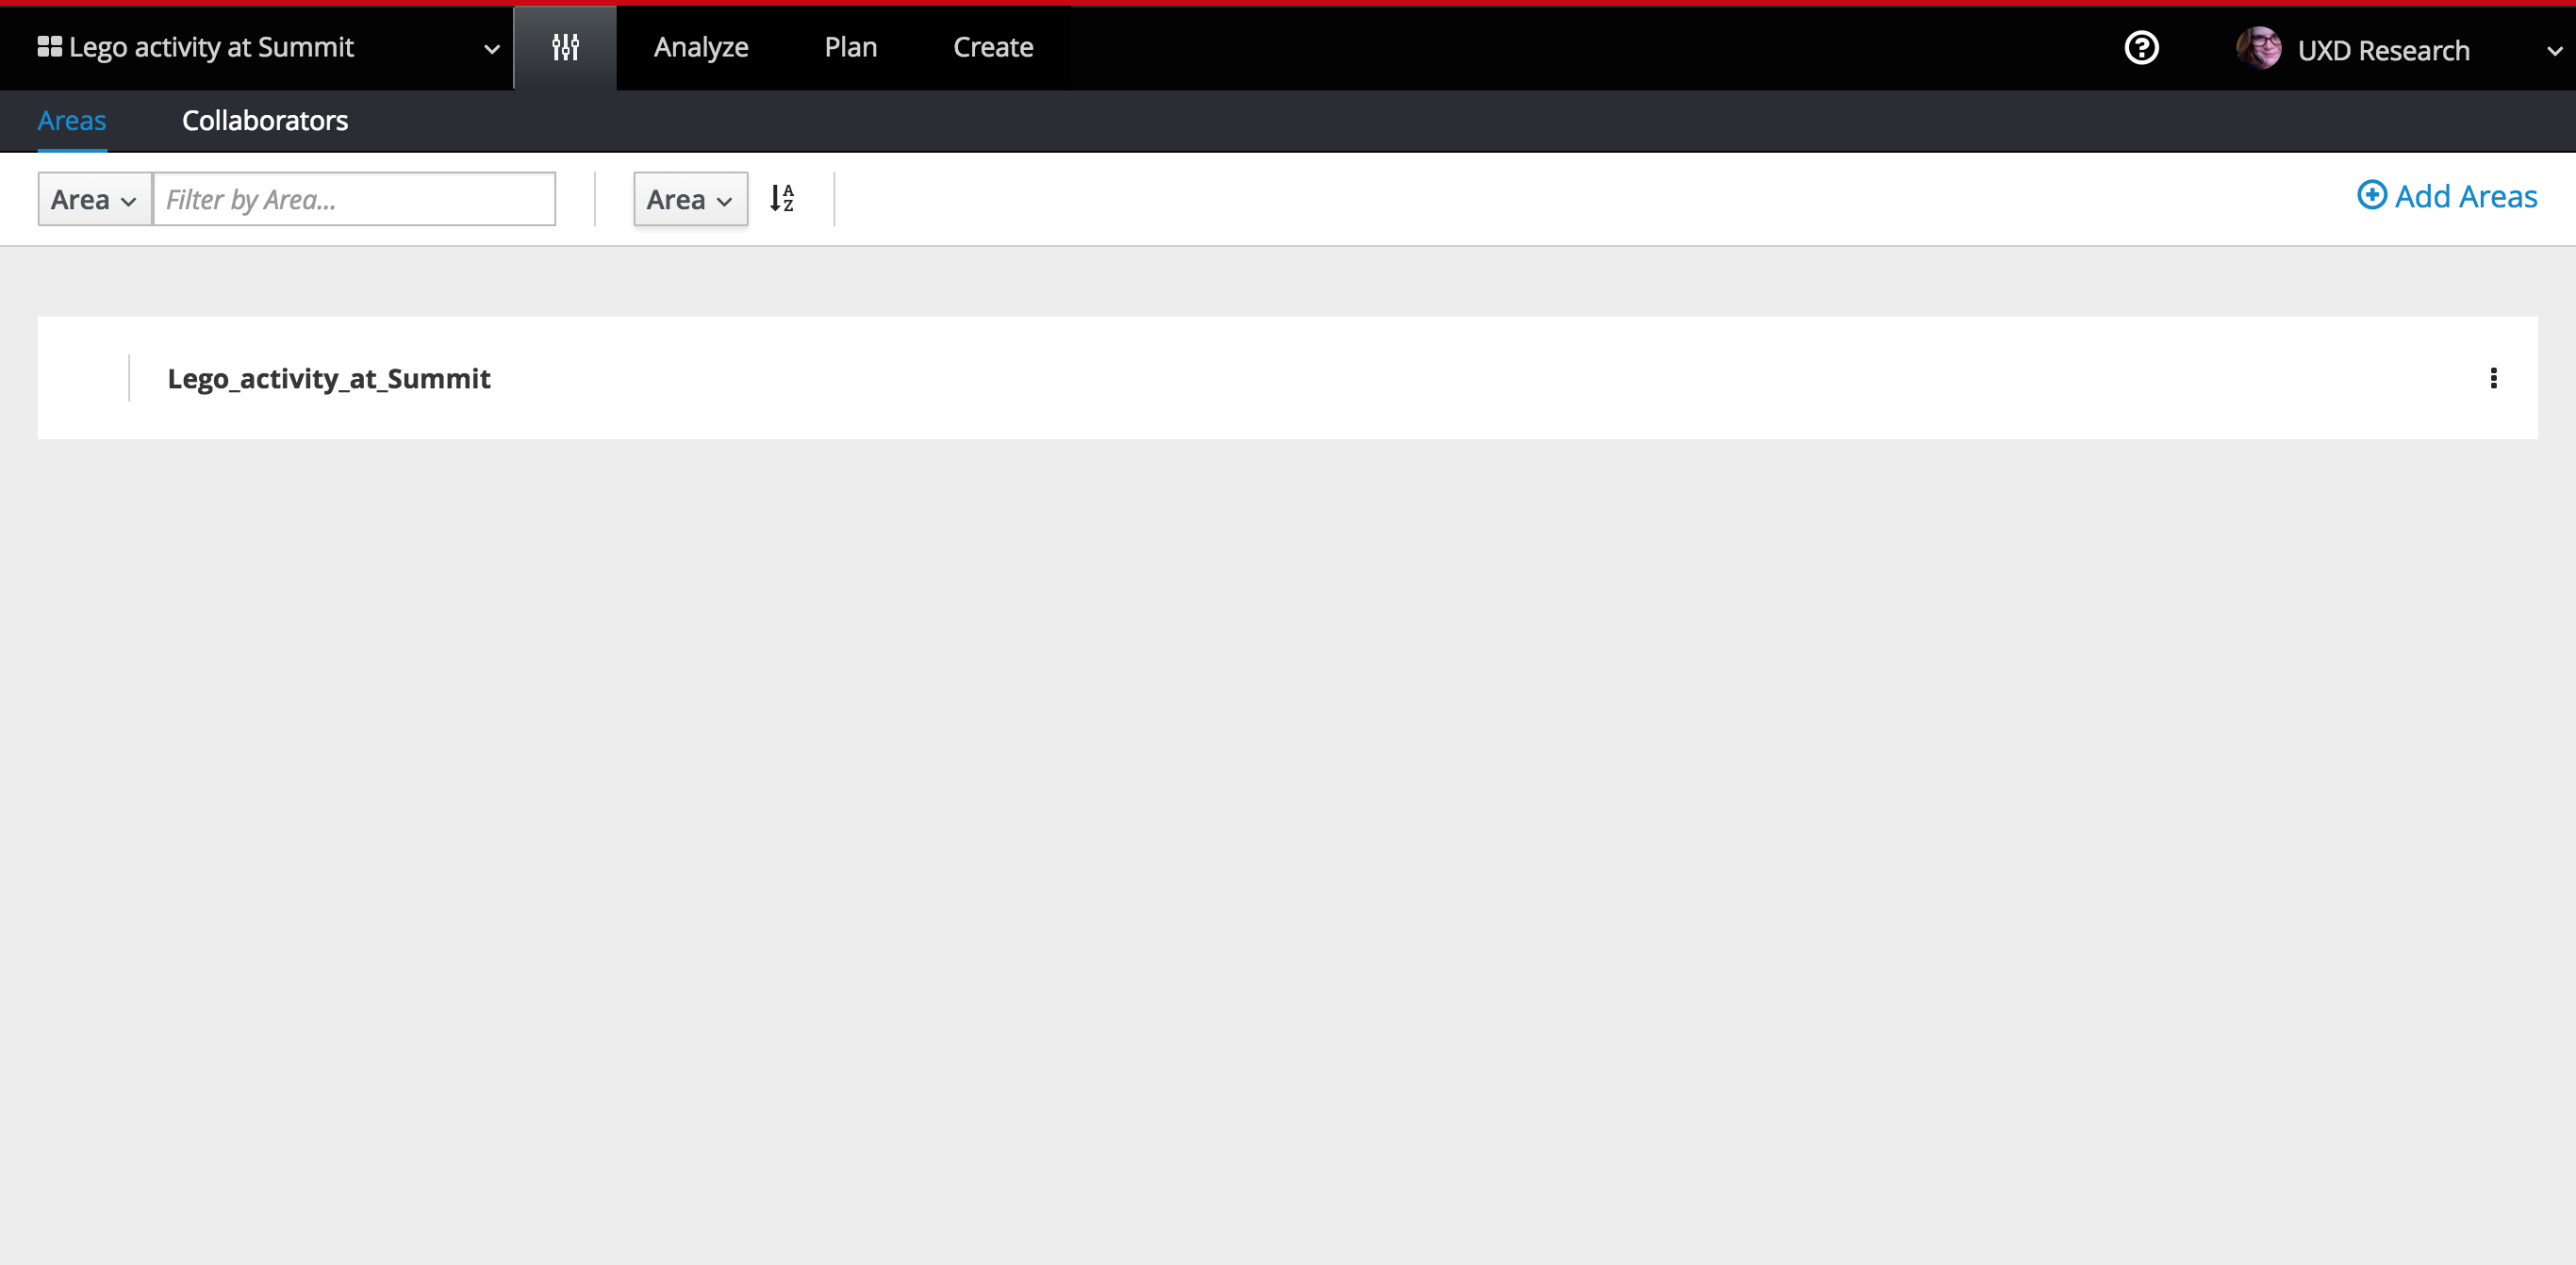 Lego activity at Summit Analyze Plan Create UXD Research
Areas Collaborators
Area Filter by Area... Area Add Areas
Lego_activity_at_Summit